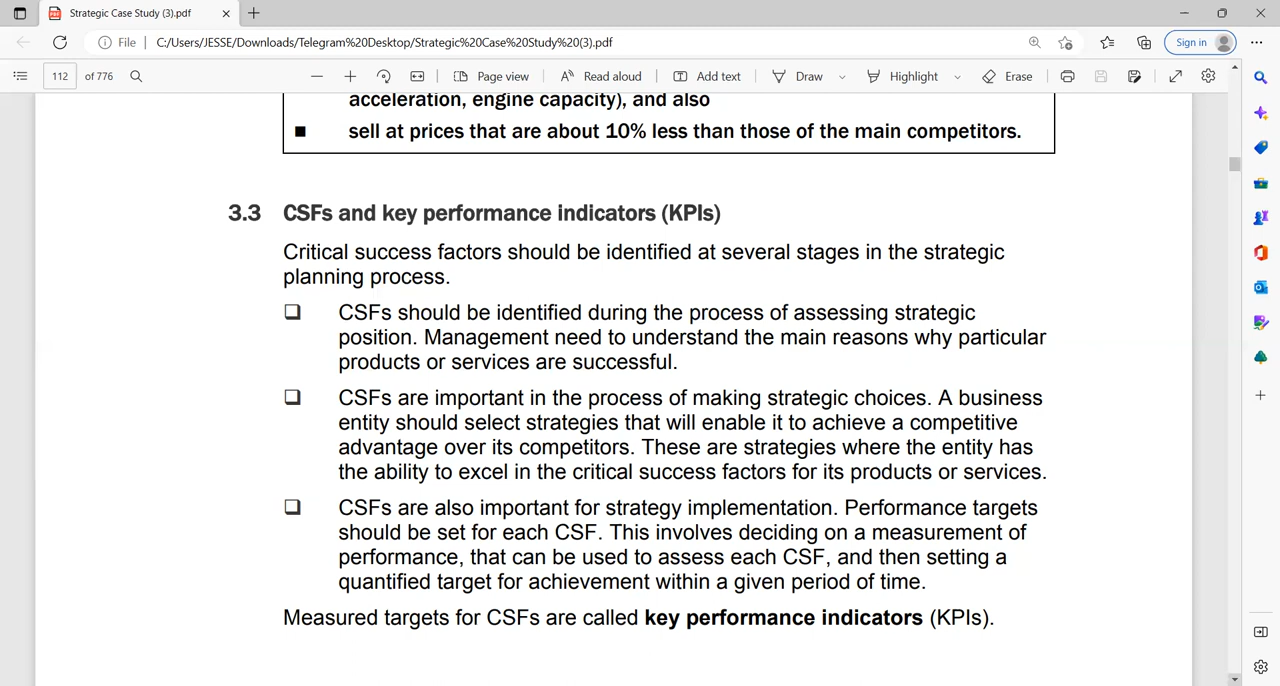 Strategic Case Study (3).pdf
File
C:/Users/JESSE/Downloads/Telegram%20Desktop/Strategic%20Case%20Study%20(3).pdf
Sign in
112 of 776
Page view
Read aloud
Add text
Draw
Highlight
Erase
acceleration, engine capacity), and also
■ sell at prices that are about 10% less than those of the main competitors.
3.3 CSFs and key performance indicators (KPIs)
Critical success factors should be identified at several stages in the strategic
planning process.
❑ CSFs should be identified during the process of assessing strategic
position. Management need to understand the main reasons why particular
products or services are successful.
❑ CSFs are important in the process of making strategic choices. A business
entity should select strategies that will enable it to achieve a competitive
advantage over its competitors. These are strategies where the entity has
the ability to excel in the critical success factors for its products or services.
❑ CSFs are also important for strategy implementation. Performance targets
should be set for each CSF. This involves deciding on a measurement of
performance, that can be used to assess each CSF, and then setting a
quantified target for achievement within a given period of time.
Measured targets for CSFs are called key performance indicators (KPIs).